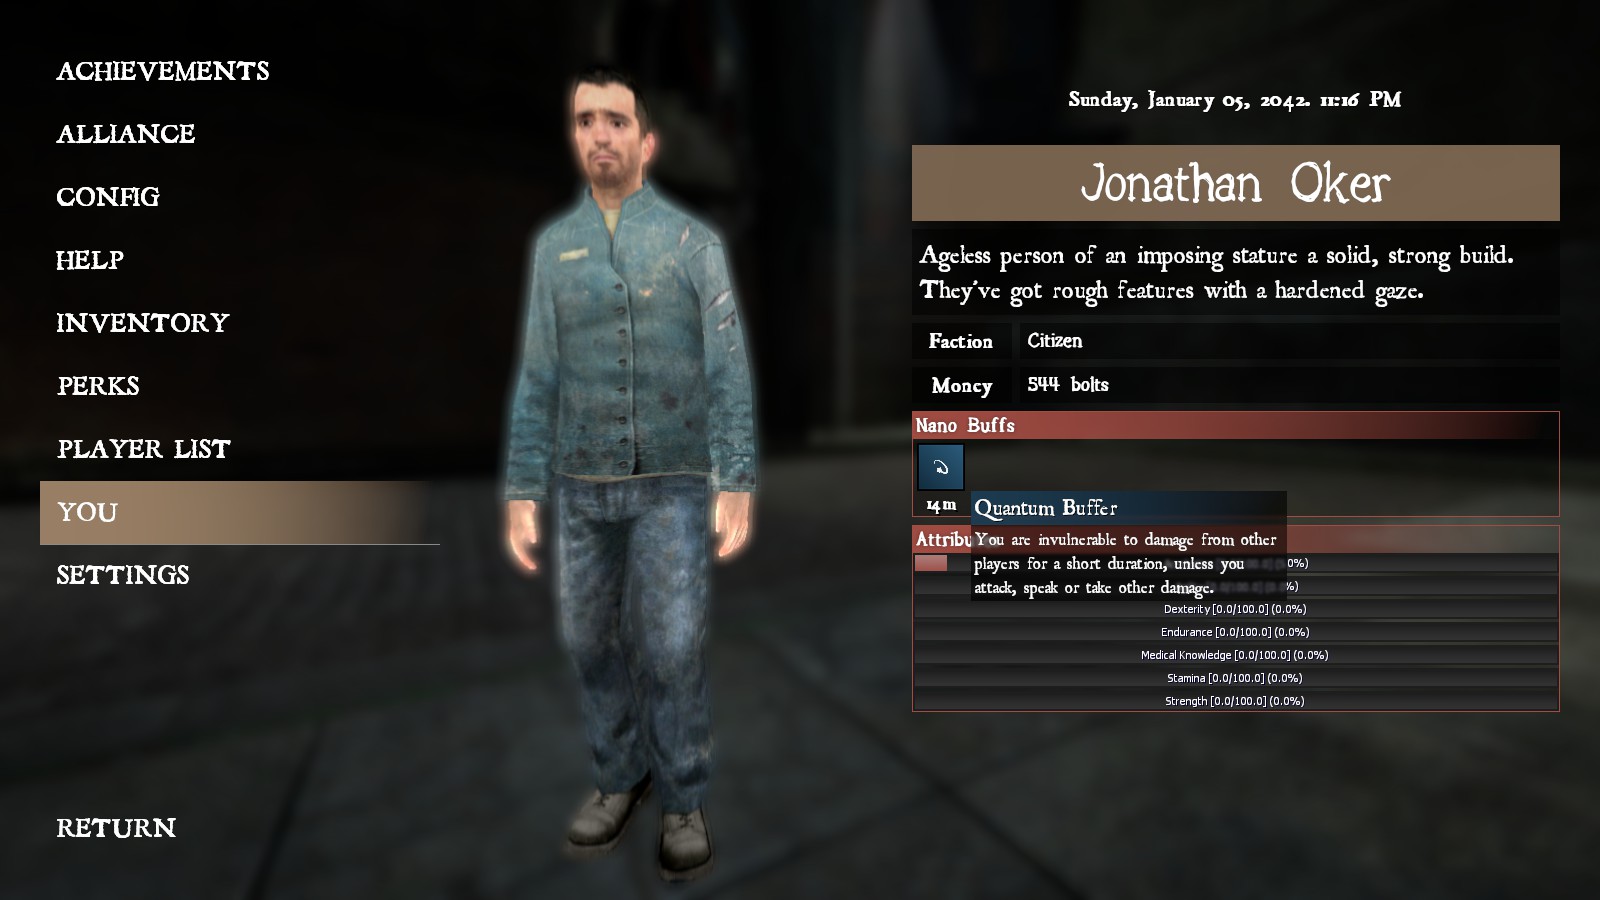 ACHIEVEMENTS
ALLIANCE
CONFIG
HELP
INVENTORY
PERKS
PLAYER LIST
YOU
SETTINGS
RETURN
Sunday, January 05, 2042. 11:16 PM
Jonathan Oker
Ageless person of an imposing stature a solid, strong build.
They've got rough features with a hardened gaze.
Faction Citizen
Money 544 bolts
Nano Buffs
14m
Quantum Buffer
You are invulnerable to damage from other
players for a short duration, unless you
attack, speak or take other damage.
Attribu
0%)
%)
Dexterity [0.0/100.0] (0.0%)
Endurance [0.0/100.0] (0.0%)
Medical Knowledge [0.0/100.0] (0.0%)
Stamina [0.0/100.0] (0.0%)
Strength [0.0/100.0] (0.0%)